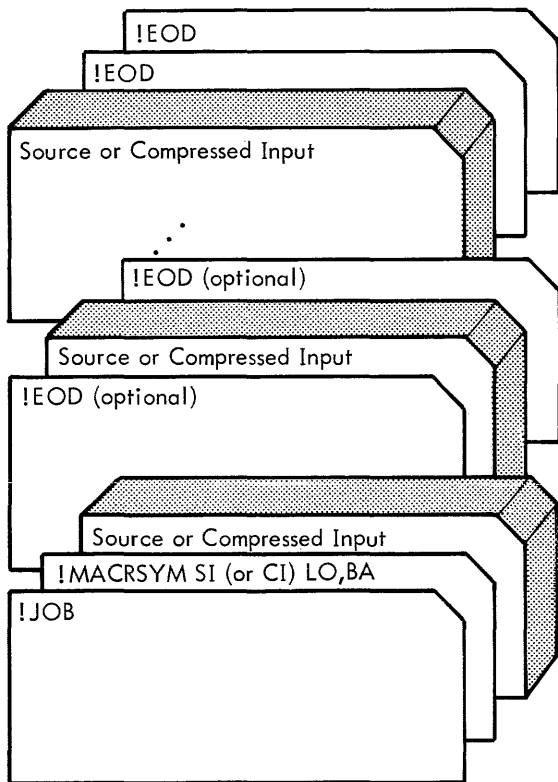 !EOD
!EOD
Source or Compressed Input
. . .
!EOD (optional)
Source or Compressed Input
!EOD (optional)
Source or Compressed Input
!MACRSYM SI (or CI) LO,BA
!JOB